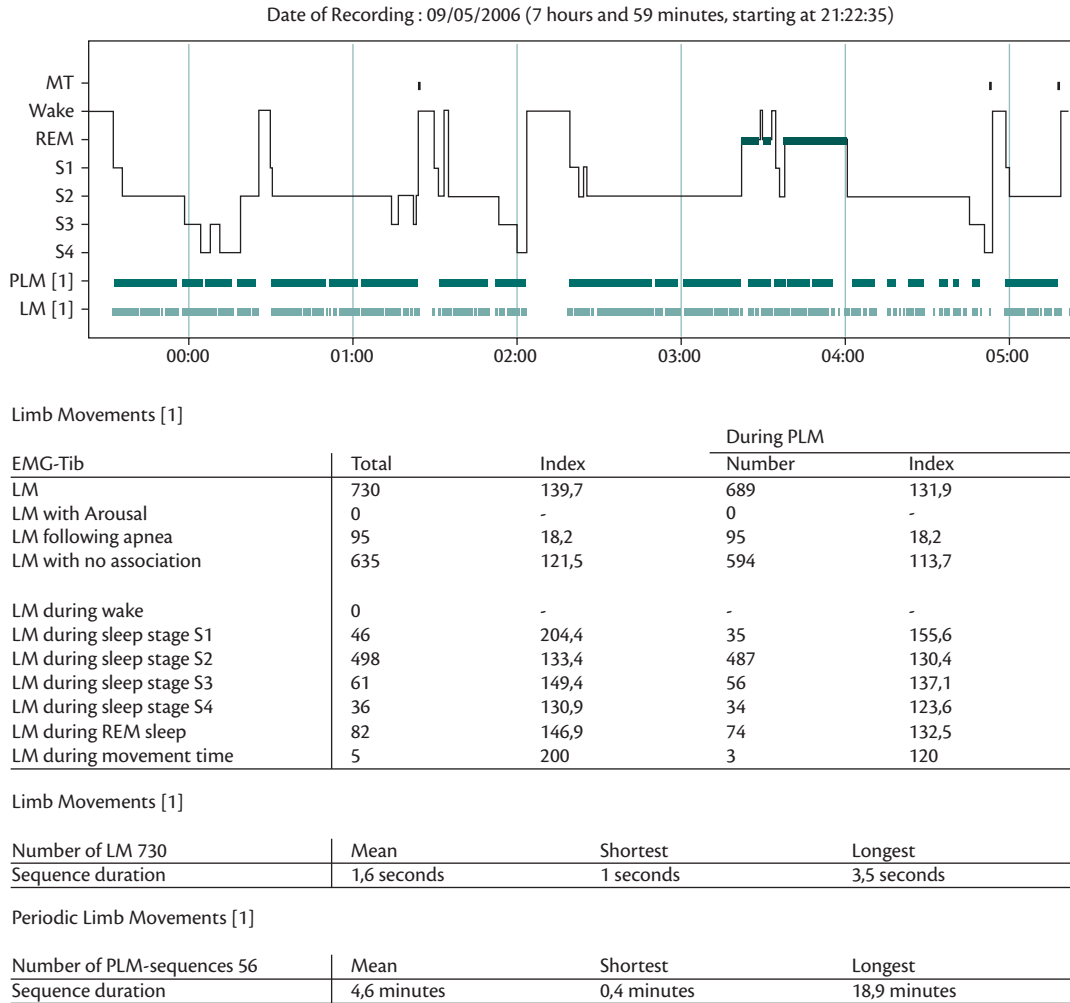 Date of Recording : 09/05/2006 (7 hours and 59 minutes, starting at 21:22:35)
MT
Wake
REM
S1
S2
S3
S4
PLM [1]
LM [1]
00:00 01:00 02:00 03:00 04:00 05:00
Limb Movements [1]
During PLM
EMG-Tib Total Index Number Index
LM 730 139,7 689 131,9
LM with Arousal 0 - 0 -
LM following apnea 95 18,2 95 18,2
LM with no association 635 121,5 594 113,7
LM during wake 0 - - -
LM during sleep stage S1 46 204,4 35 155,6
LM during sleep stage S2 498 133,4 487 130,4
LM during sleep stage S3 61 149,4 56 137,1
LM during sleep stage S4 36 130,9 34 123,6
LM during REM sleep 82 146,9 74 132,5
LM during movement time 5 200 3 120
Limb Movements [1]
Number of LM 730 Mean Shortest Longest
Sequence duration 1,6 seconds 1 seconds 3,5 seconds
Periodic Limb Movements [1]
Number of PLM-sequences 56 Mean Shortest Longest
Sequence duration 4,6 minutes 0,4 minutes 18,9 minutes